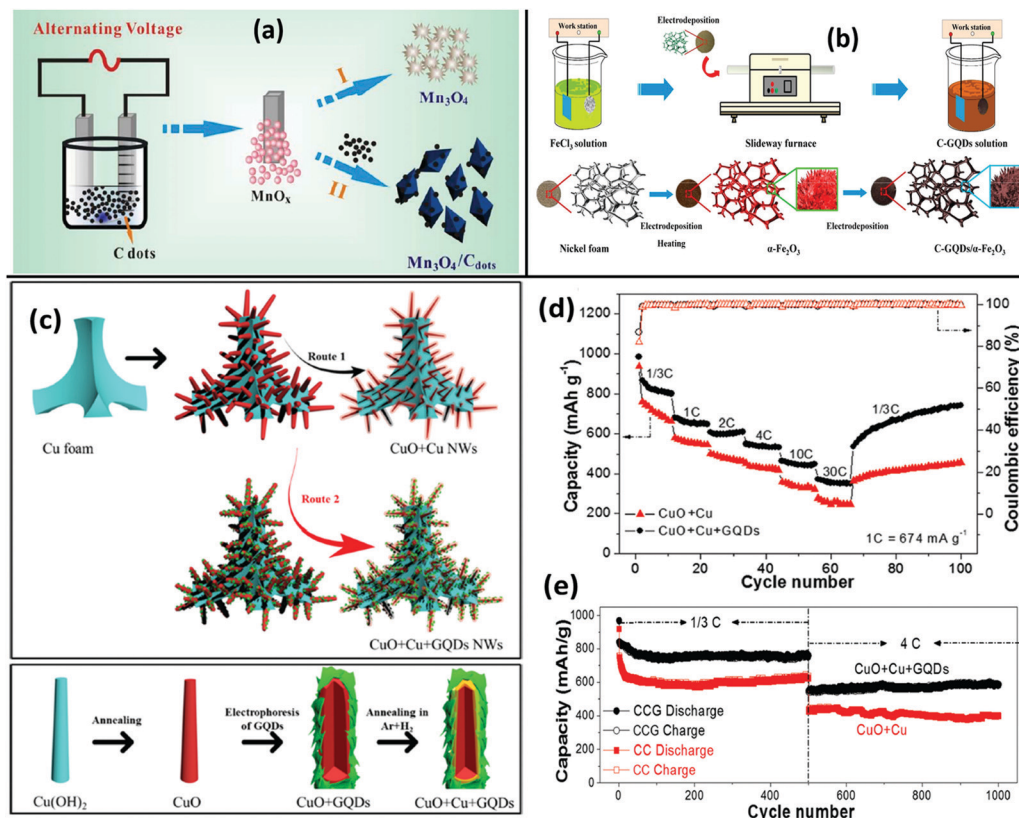 Alternating Voltage
(a)
I
Mn3O4
MnOx
II
C dots
Mn3O4/Cdots
Work station
Electrodeposition
(b)
Work station
FeCl3 solution
Slideway furnace
C-GQDs solution
Nickel foam
Electrodeposition
Heating
α-Fe2O3
Electrodeposition
C-GQDs/α-Fe2O3
(c)
Cu foam
Route 1
CuO+Cu NWs
Route 2
CuO+Cu+GQDs NWs
Annealing
Electrophoresis
of GQDs
Annealing in
Ar+H2
Cu(OH)2
CuO
CuO+GQDs
CuO+Cu+GQDs
(d)
Capacity (mAh g-1)
1200
1000
800
600
400
200
0
1/3C
1C
2C
4C
10C
30C
1/3C
CuO+Cu
CuO+Cu+GQDs
1C = 674 mA g-1
0 20 40 60 80 100
Cycle number
100
80
60
40
20
0
Coulombic efficiency (%)
(e)
Capacity (mAh/g)
1000
800
600
400
200
0
1/3 C
4 C
CuO+Cu+GQDs
CuO+Cu
CCG Discharge
CCG Charge
CC Discharge
CC Charge
0 200 400 600 800 1000
Cycle number